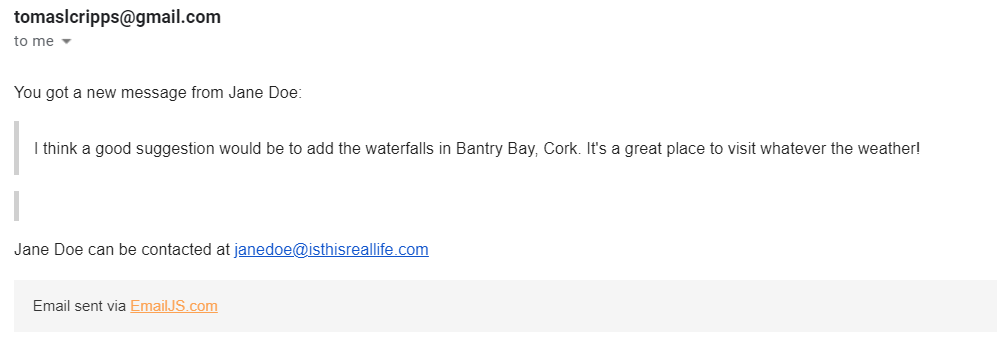 tomaslcripps@gmail.com
to me
You got a new message from Jane Doe:
I think a good suggestion would be to add the waterfalls in Bantry Bay, Cork. It's a great place to visit whatever the weather!
Jane Doe can be contacted at janedoe@isthisreallife.com
Email sent via EmailJS.com